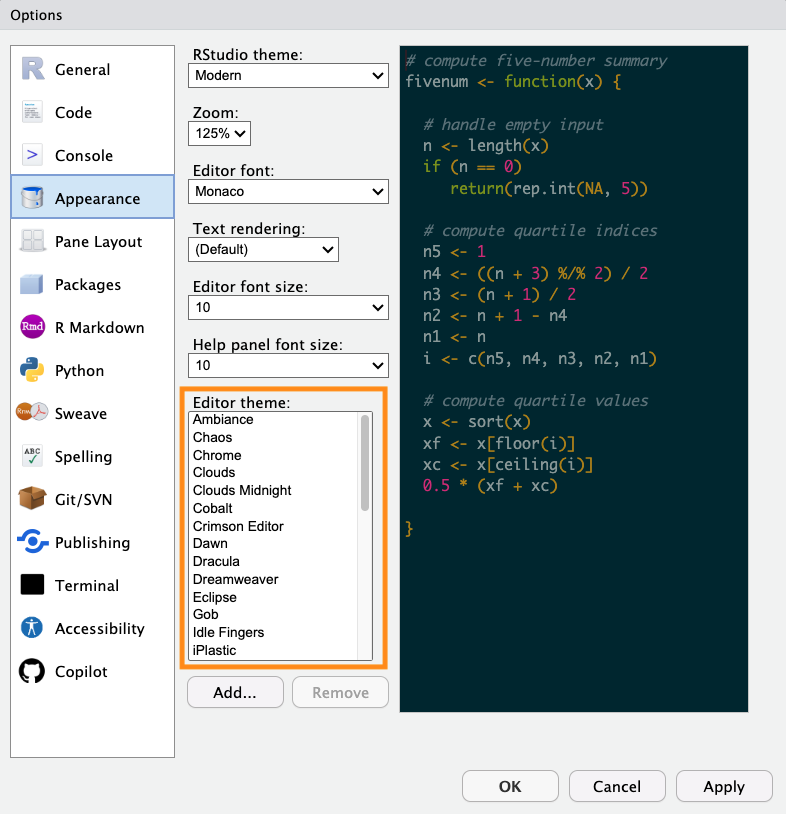 Options
General
Code
Console
Appearance
Pane Layout
Packages
Rmd R Markdown
Python
Rnw Sweave
ABC Spelling
Git/SVN
Publishing
Terminal
Accessibility
Copilot
RStudio theme:
Modern
Zoom:
125%
Editor font:
Monaco
Text rendering:
(Default)
Editor font size:
10
Help panel font size:
10
Editor theme:
Ambiance
Chaos
Chrome
Clouds
Clouds Midnight
Cobalt
Crimson Editor
Dawn
Dracula
Dreamweaver
Eclipse
Gob
Idle Fingers
iPlastic
Add...
Remove
# compute five-number summary
fivenum <- function(x) {
  # handle empty input
  n <- length(x)
  if (n == 0)
     return(rep.int(NA, 5))
  # compute quartile indices
  n5 <- 1
  n4 <- ((n + 3) %/% 2) / 2
  n3 <- (n + 1) / 2
  n2 <- n + 1 - n4
  n1 <- n
  i <- c(n5, n4, n3, n2, n1)
  # compute quartile values
  x <- sort(x)
  xf <- x[floor(i)]
  xc <- x[ceiling(i)]
  0.5 * (xf + xc)
}
OK
Cancel
Apply